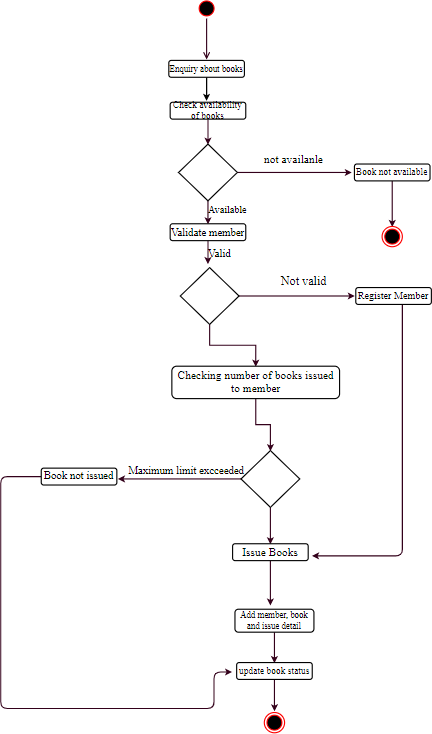 Enquiry about books
Check availability
of books
not availanle
Book not available
Available
Validate member
Valid
Not valid
Register Member
Checking number of books issued
to member
Maximum limit excceeded
Book not issued
Issue Books
Add member, book
and issue detail
update book status